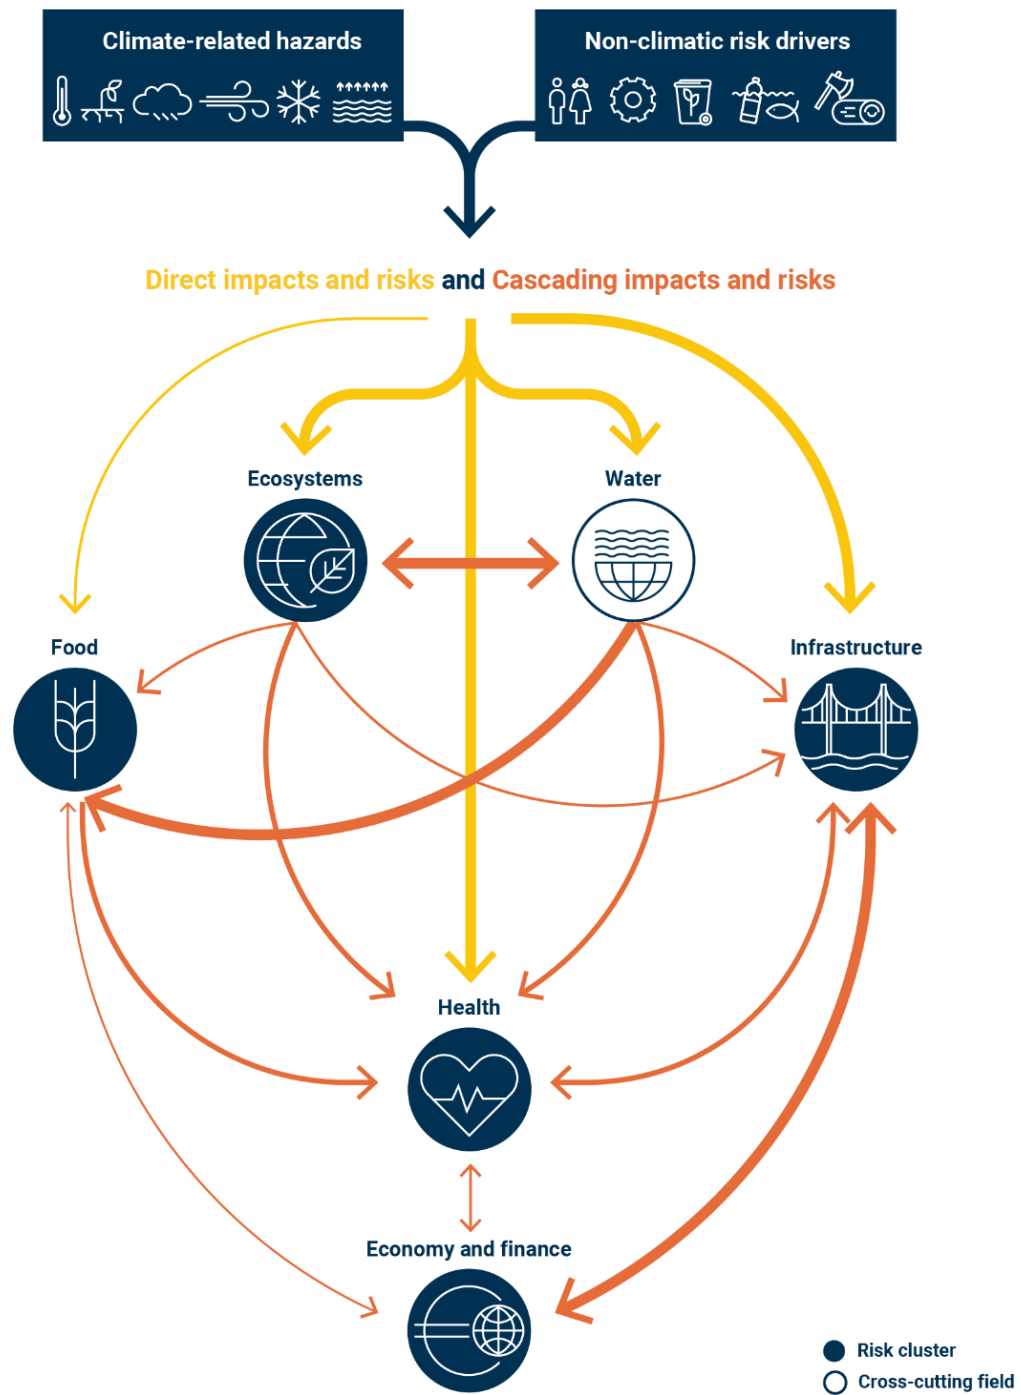 Climate-related hazards
Non-climatic risk drivers
Direct impacts and risks and Cascading impacts and risks
Ecosystems
Water
Food
Infrastructure
Health
Economy and finance
Risk cluster
Cross-cutting field